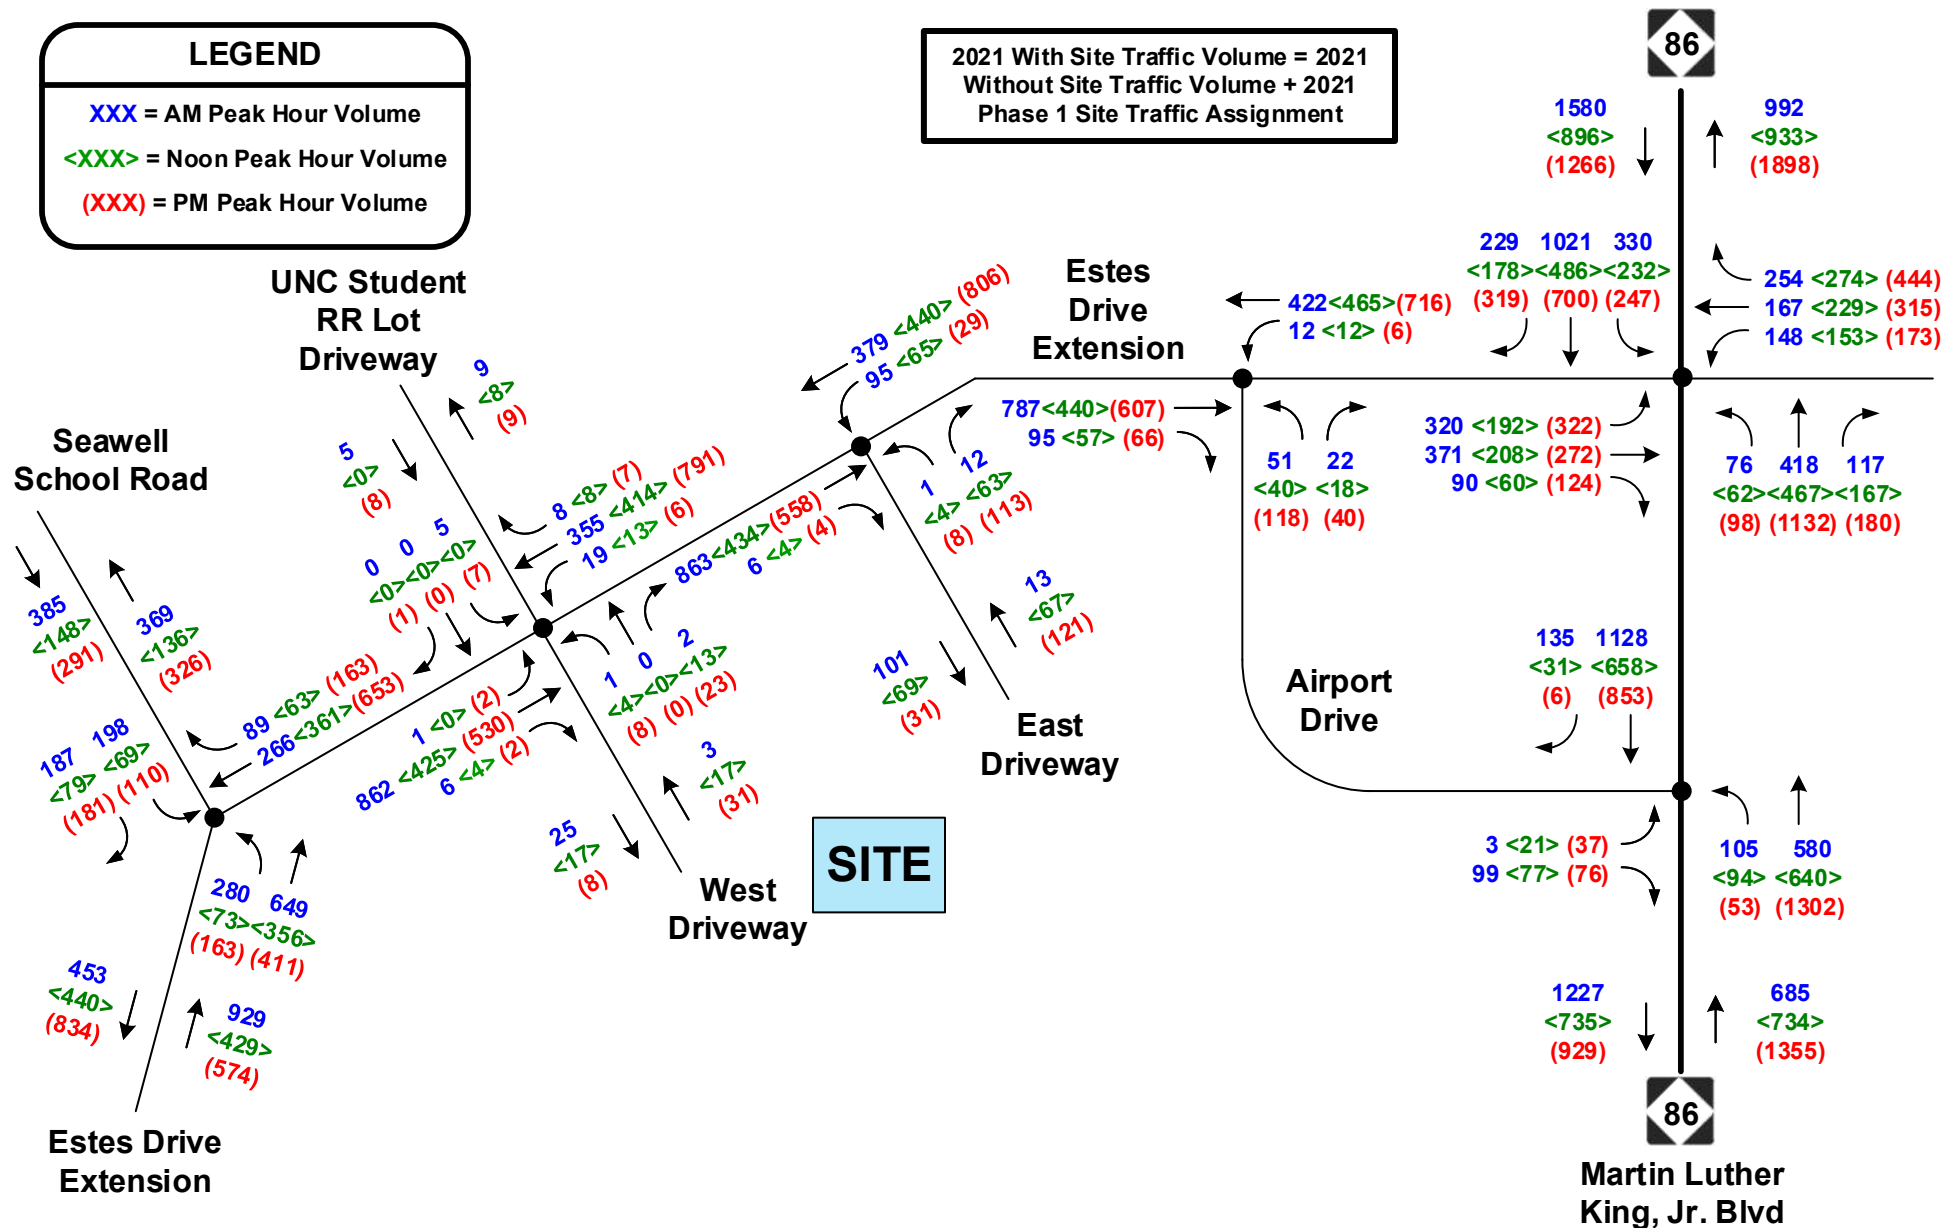 LEGEND
XXX = AM Peak Hour Volume
<XXX> = Noon Peak Hour Volume
(XXX) = PM Peak Hour Volume
2021 With Site Traffic Volume = 2021
Without Site Traffic Volume + 2021
Phase 1 Site Traffic Assignment
86
1580
<896>
(1266)
992
<933>
(1898)
229 1021 330
<178> <486> <232>
(319) (700) (247)
254 <274> (444)
167 <229> (315)
148 <153> (173)
UNC Student
RR Lot
Driveway
Estes
Drive
Extension
422 <465> (716)
12 <12> (6)
379 <440> (806)
95 <65> (29)
787 <440> (607)
95 <57> (66)
51 22
<40> <18>
(118) (40)
320 <192> (322)
371 <208> (272)
90 <60> (124)
76 418 117
<62> <467> <167>
(98) (1132) (180)
9
<8>
(9)
5
<0>
(8)
Seawell
School Road
8 <8> (7)
355 <414> (791)
19 <13> (6)
1 12
<4> <63>
(8) (113)
863 <434> (558)
6 <4> (4)
0 0 5
<0> <0> <0>
(1) (0) (7)
385
<148>
(291)
369
<136>
(326)
13
<67>
(121)
101
<69>
(31)
East
Driveway
1 0 2
<4> <0> <13>
(8) (0) (23)
89 <63> (163)
266 <361> (653)
1 <0> (2)
862 <425> (530)
6 <4> (2)
187 198
<79> <69>
(181) (110)
3
<17>
(31)
25
<17>
(8)
West
Driveway
SITE
Airport
Drive
135 1128
<31> <658>
(6) (853)
3 <21> (37)
99 <77> (76)
105 580
<94> <640>
(53) (1302)
280 649
<73> <356>
(163) (411)
453
<440>
(834)
929
<429>
(574)
1227
<735>
(929)
685
<734>
(1355)
86
Estes Drive
Extension
Martin Luther
King, Jr. Blvd